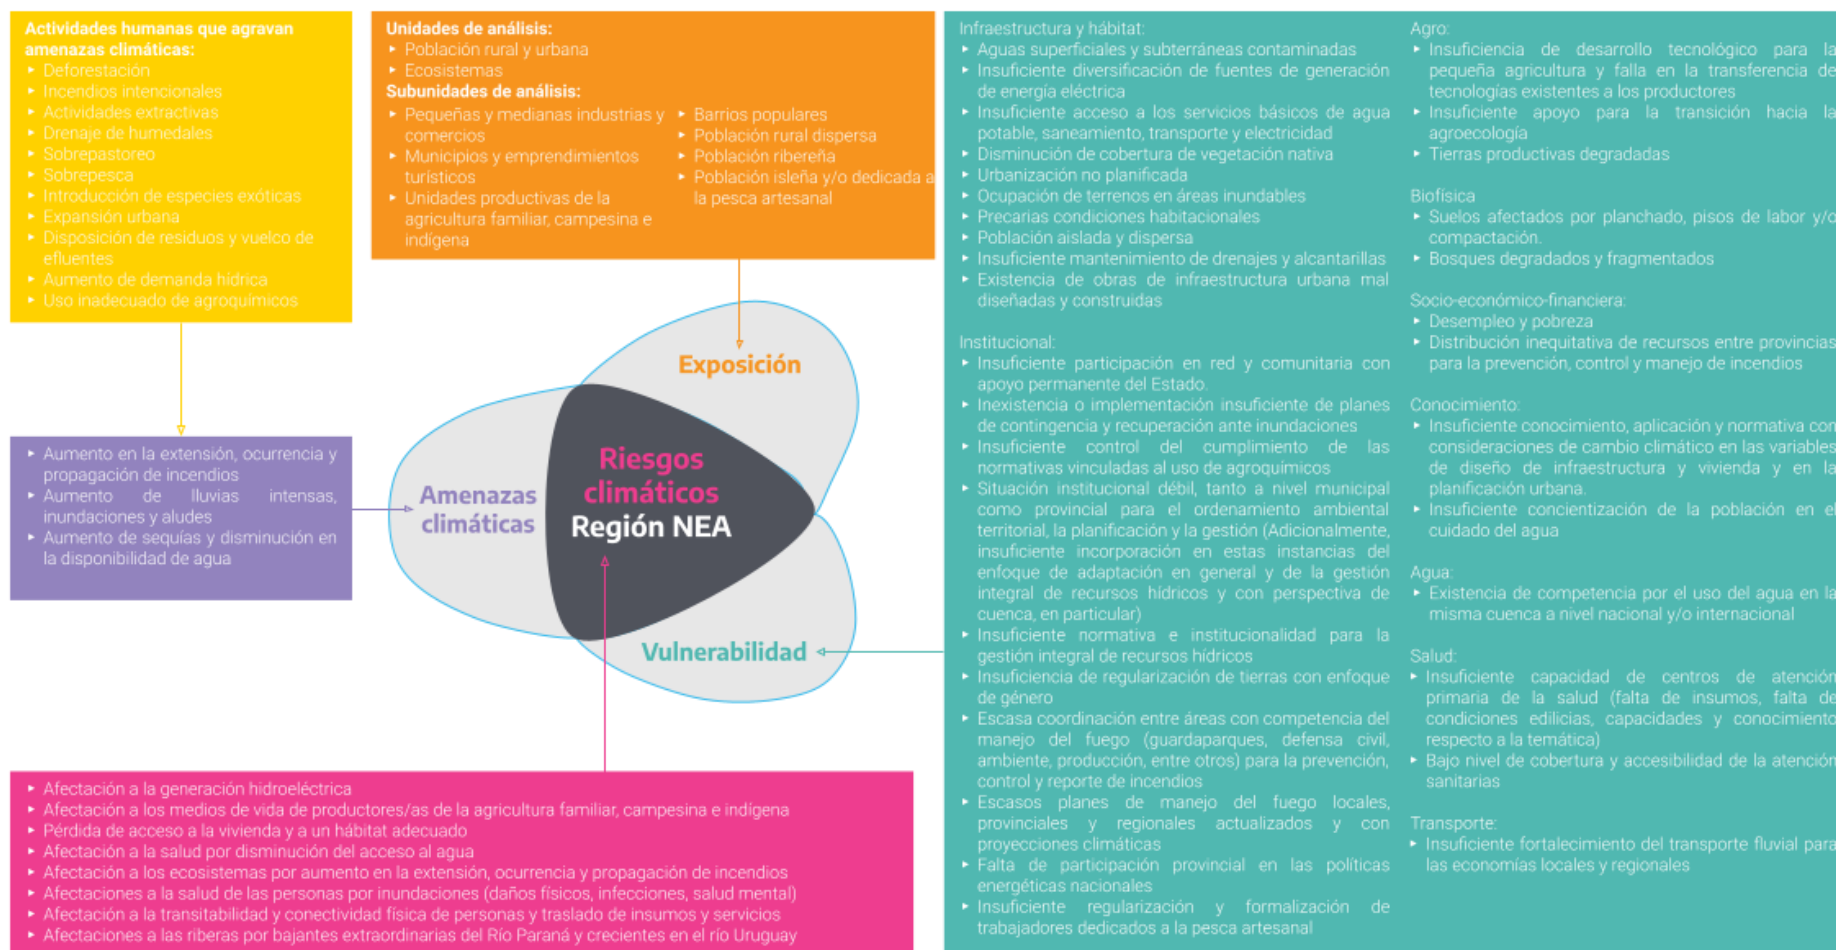 Actividades humanas que agravan
amenazas climáticas:
▸ Deforestación
▸ Incendios intencionales
▸ Actividades extractivas
▸ Drenaje de humedales
▸ Sobrepastoreo
▸ Sobrepesca
▸ Introducción de especies exóticas
▸ Expansión urbana
▸ Disposición de residuos y vuelco de
efluentes
▸ Aumento de demanda hídrica
▸ Uso inadecuado de agroquímicos
Unidades de análisis:
▸ Población rural y urbana
▸ Ecosistemas
Subunidades de análisis:
▸ Pequeñas y medianas industrias y
comercios
▸ Municipios y emprendimientos
turísticos
▸ Unidades productivas de la
agricultura familiar, campesina e
indígena
▸ Barrios populares
▸ Población rural dispersa
▸ Población ribereña
▸ Población isleña y/o dedicada a
la pesca artesanal
Exposición
▸ Aumento en la extensión, ocurrencia y
propagación de incendios
▸ Aumento de lluvias intensas,
inundaciones y aludes
▸ Aumento de sequías y disminución en
la disponibilidad de agua
Amenazas
climáticas
Riesgos
climáticos
Región NEA
Vulnerabilidad
▸ Afectación a la generación hidroeléctrica
▸ Afectación a los medios de vida de productores/as de la agricultura familiar, campesina e indígena
▸ Pérdida de acceso a la vivienda y a un hábitat adecuado
▸ Afectación a la salud por disminución del acceso al agua
▸ Afectación a los ecosistemas por aumento en la extensión, ocurrencia y propagación de incendios
▸ Afectaciones a la salud de las personas por inundaciones (daños físicos, infecciones, salud mental)
▸ Afectación a la transitabilidad y conectividad física de personas y traslado de insumos y servicios
▸ Afectaciones a las riberas por bajantes extraordinarias del Río Paraná y crecientes en el río Uruguay
Infraestructura y hábitat:
▸ Aguas superficiales y subterráneas contaminadas
▸ Insuficiente diversificación de fuentes de generación
de energía eléctrica
▸ Insuficiente acceso a los servicios básicos de agua
potable, saneamiento, transporte y electricidad
▸ Disminución de cobertura de vegetación nativa
▸ Urbanización no planificada
▸ Ocupación de terrenos en áreas inundables
▸ Precarias condiciones habitacionales
▸ Población aislada y dispersa
▸ Insuficiente mantenimiento de drenajes y alcantarillas
▸ Existencia de obras de infraestructura urbana mal
diseñadas y construidas
Institucional:
▸ Insuficiente participación en red y comunitaria con
apoyo permanente del Estado.
▸ Inexistencia o implementación insuficiente de planes
de contingencia y recuperación ante inundaciones
▸ Insuficiente control del cumplimiento de las
normativas vinculadas al uso de agroquímicos
▸ Situación institucional débil, tanto a nivel municipal
como provincial para el ordenamiento ambiental
territorial, la planificación y la gestión (Adicionalmente,
insuficiente incorporación en estas instancias del
enfoque de adaptación en general y de la gestión
integral de recursos hídricos y con perspectiva de
cuenca, en particular)
▸ Insuficiente normativa e institucionalidad para la
gestión integral de recursos hídricos
▸ Insuficiencia de regularización de tierras con enfoque
de género
▸ Escasa coordinación entre áreas con competencia del
manejo del fuego (guardaparques, defensa civil,
ambiente, producción, entre otros) para la prevención,
control y reporte de incendios
▸ Escasos planes de manejo del fuego locales,
provinciales y regionales actualizados y con
proyecciones climáticas
▸ Falta de participación provincial en las políticas
energéticas nacionales
▸ Insuficiente regularización y formalización de
trabajadores dedicados a la pesca artesanal
Agro:
▸ Insuficiencia de desarrollo tecnológico para la
pequeña agricultura y falla en la transferencia de
tecnologías existentes a los productores
▸ Insuficiente apoyo para la transición hacia la
agroecología
▸ Tierras productivas degradadas
Biofísica
▸ Suelos afectados por planchado, pisos de labor y/o
compactación.
▸ Bosques degradados y fragmentados
Socio-económico-financiera:
▸ Desempleo y pobreza
▸ Distribución inequitativa de recursos entre provincias
para la prevención, control y manejo de incendios
Conocimiento:
▸ Insuficiente conocimiento, aplicación y normativa con
consideraciones de cambio climático en las variables
de diseño de infraestructura y vivienda y en la
planificación urbana.
▸ Insuficiente concientización de la población en el
cuidado del agua
Agua:
▸ Existencia de competencia por el uso del agua en la
misma cuenca a nivel nacional y/o internacional
Salud:
▸ Insuficiente capacidad de centros de atención
primaria de la salud (falta de insumos, falta de
condiciones edilicias, capacidades y conocimiento
respecto a la temática)
▸ Bajo nivel de cobertura y accesibilidad de la atención
sanitarias
Transporte:
▸ Insuficiente fortalecimiento del transporte fluvial para
las economías locales y regionales